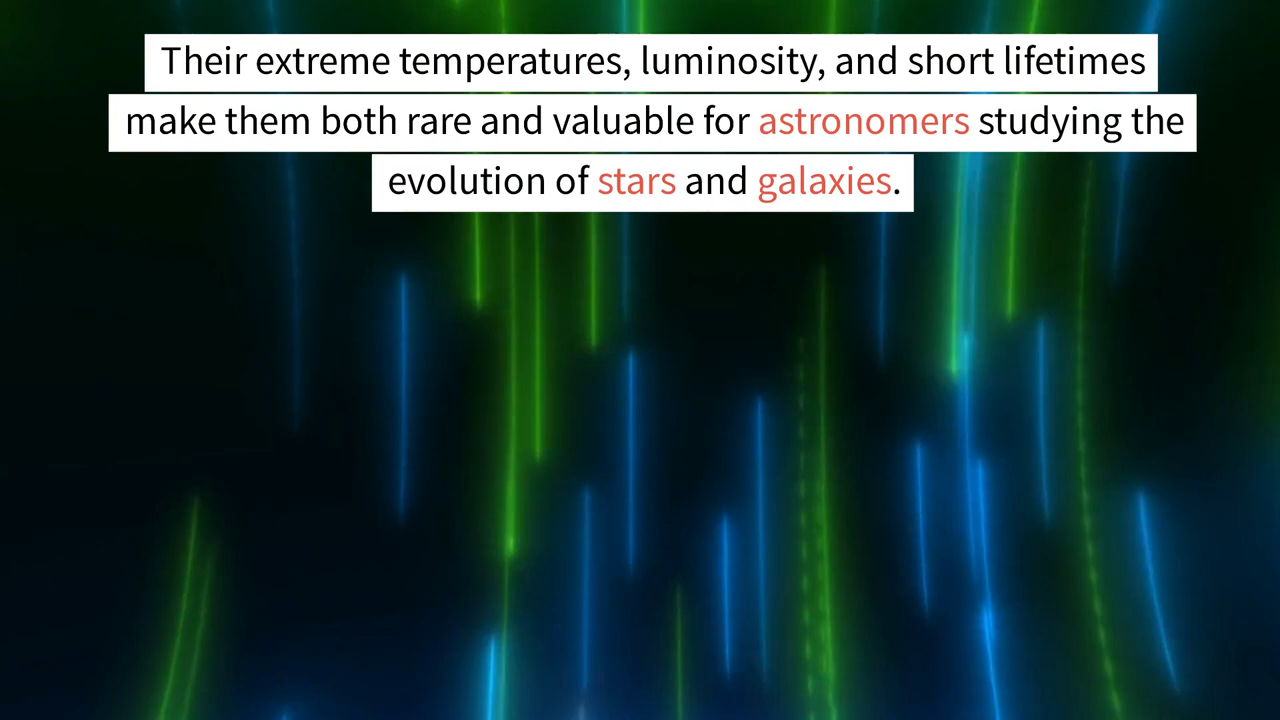 Their extreme temperatures, luminosity, and short lifetimes
make them both rare and valuable for astronomers studying the
evolution of stars and galaxies.